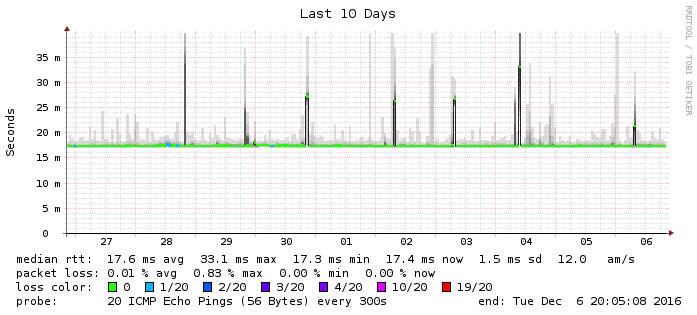 Last 10 Days
RRDTOOL / TOBI OETIKER
Seconds
35 m
30 m
25 m
20 m
15 m
10 m
5 m
0
27 28 29 30 01 02 03 04 05 06
median rtt: 17.6 ms avg 33.1 ms max 17.3 ms min 17.4 ms now 1.5 ms sd 12.0 am/s
packet loss: 0.01 % avg 0.83 % max 0.00 % min 0.00 % now
loss color: 0 1/20 2/20 3/20 4/20 10/20 19/20
probe: 20 ICMP Echo Pings (56 Bytes) every 300s end: Tue Dec 6 20:05:08 2016